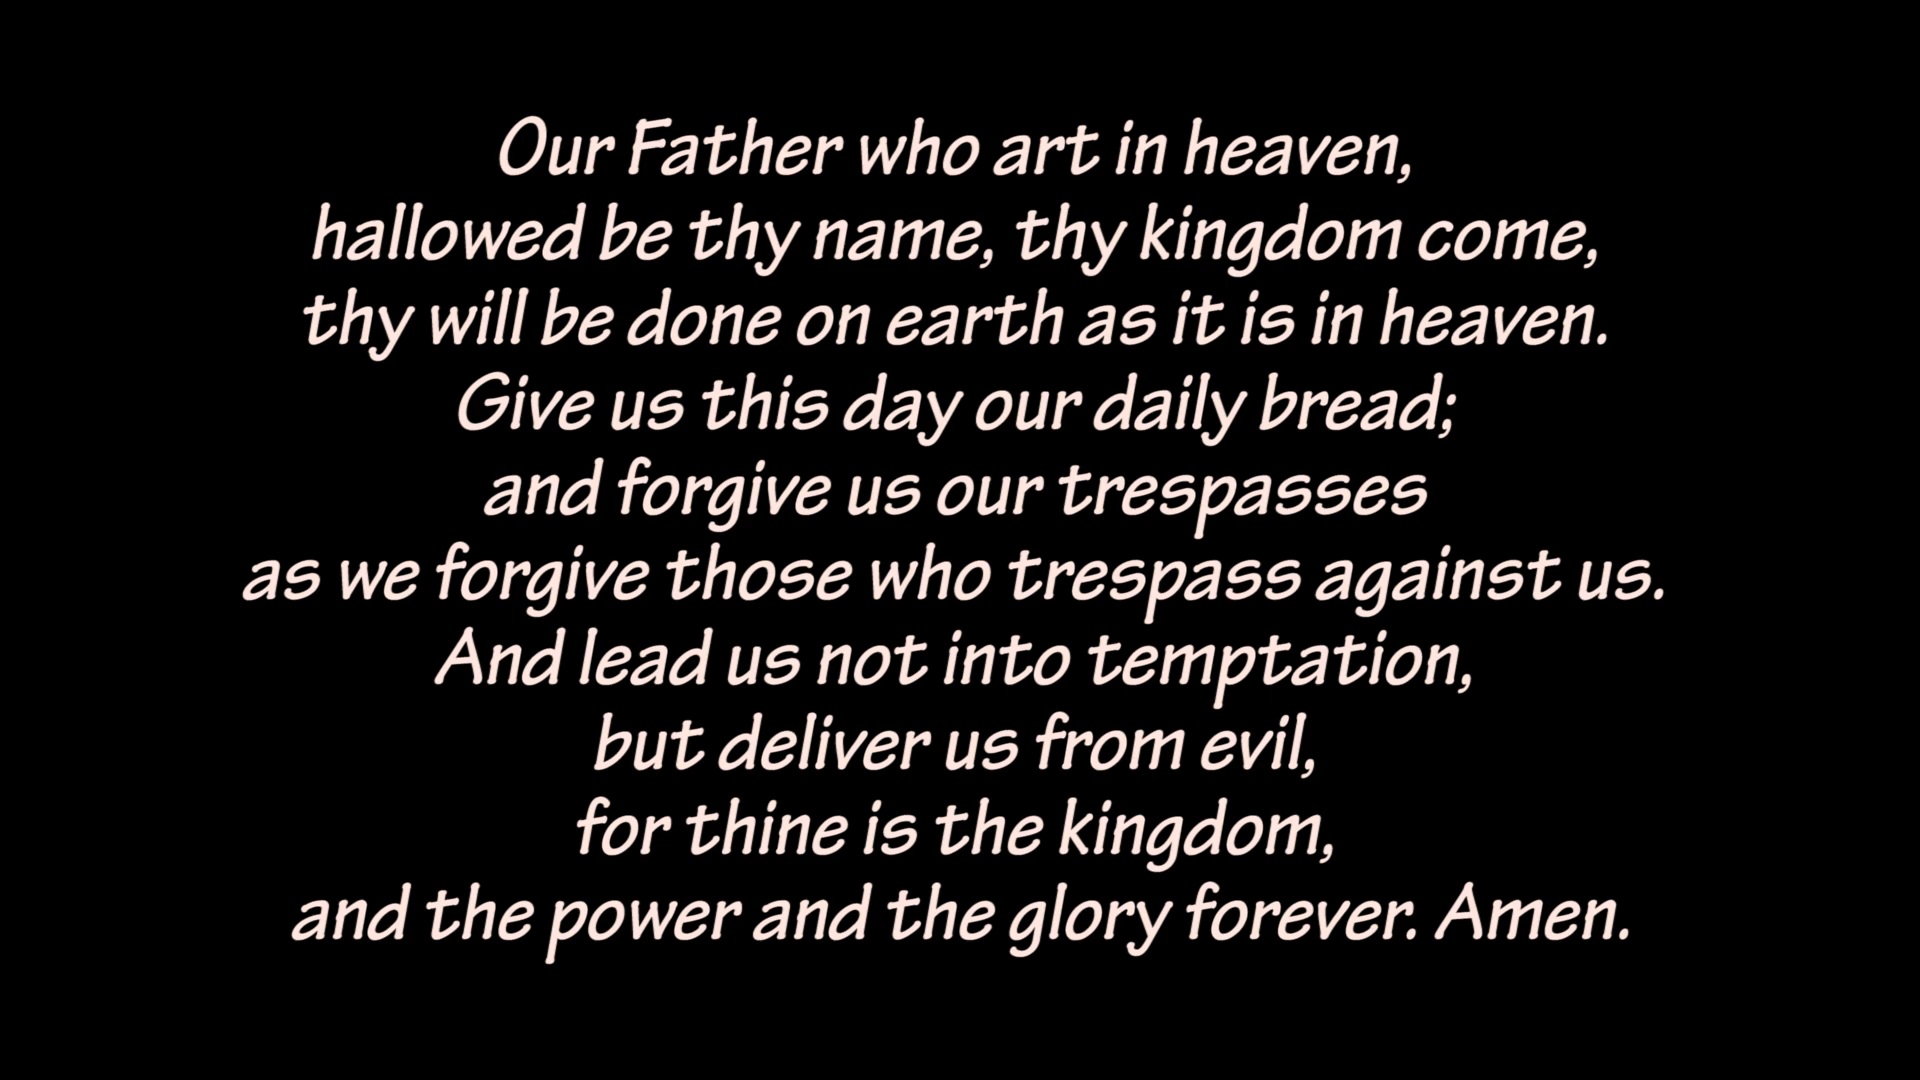 Our Father who art in heaven,
hallowed be thy name, thy kingdom come,
thy will be done on earth as it is in heaven.
Give us this day our daily bread;
and forgive us our trespasses
as we forgive those who trespass against us.
And lead us not into temptation,
but deliver us from evil,
for thine is the kingdom,
and the power and the glory forever. Amen.